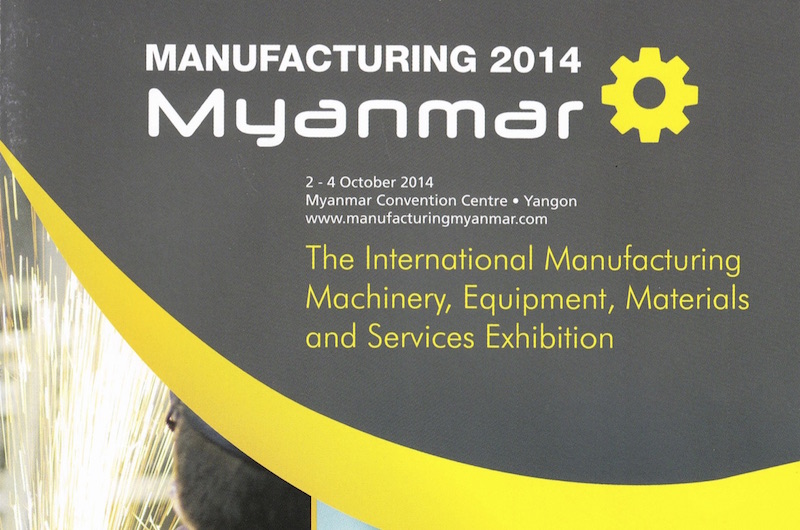 MANUFACTURING 2014
Myanmar
2 - 4 October 2014
Myanmar Convention Centre • Yangon
www.manufacturingmyanmar.com
The International Manufacturing
Machinery, Equipment, Materials
and Services Exhibition